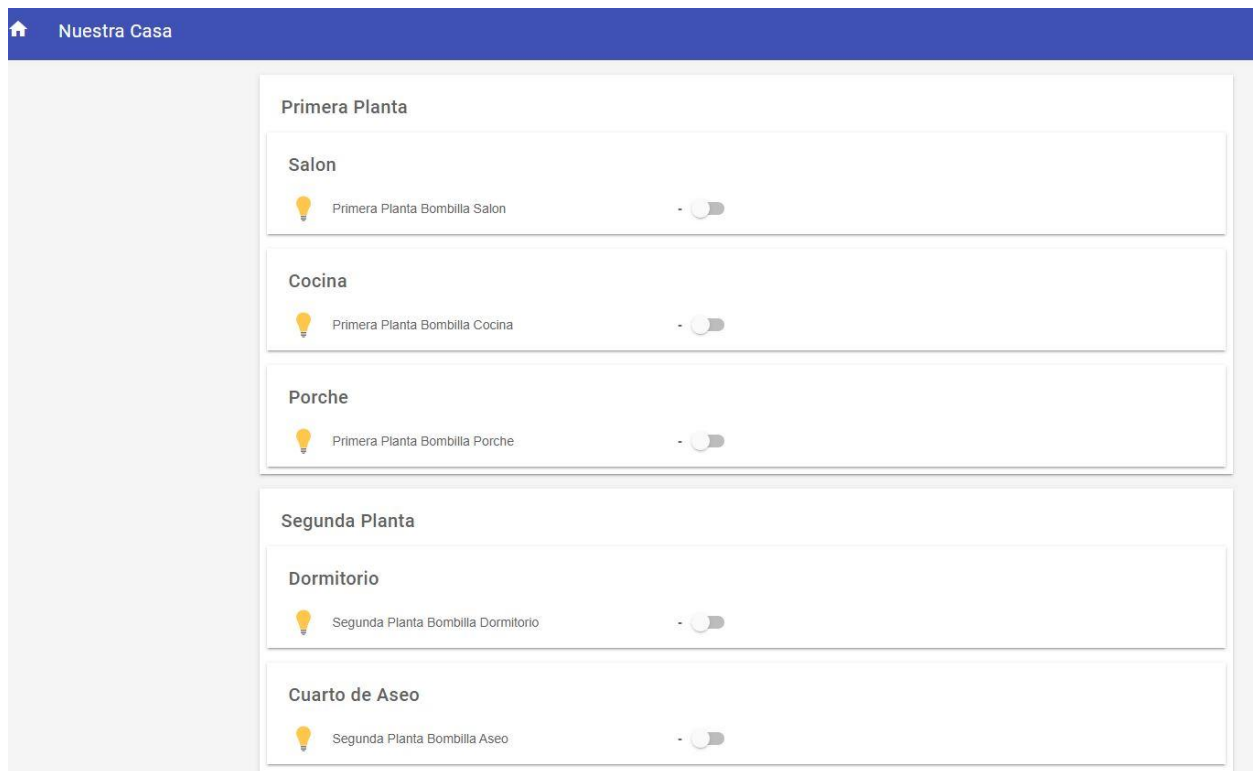 Nuestra Casa
Primera Planta
Salon
Primera Planta Bombilla Salon -
Cocina
Primera Planta Bombilla Cocina -
Porche
Primera Planta Bombilla Porche -
Segunda Planta
Dormitorio
Segunda Planta Bombilla Dormitorio -
Cuarto de Aseo
Segunda Planta Bombilla Aseo -